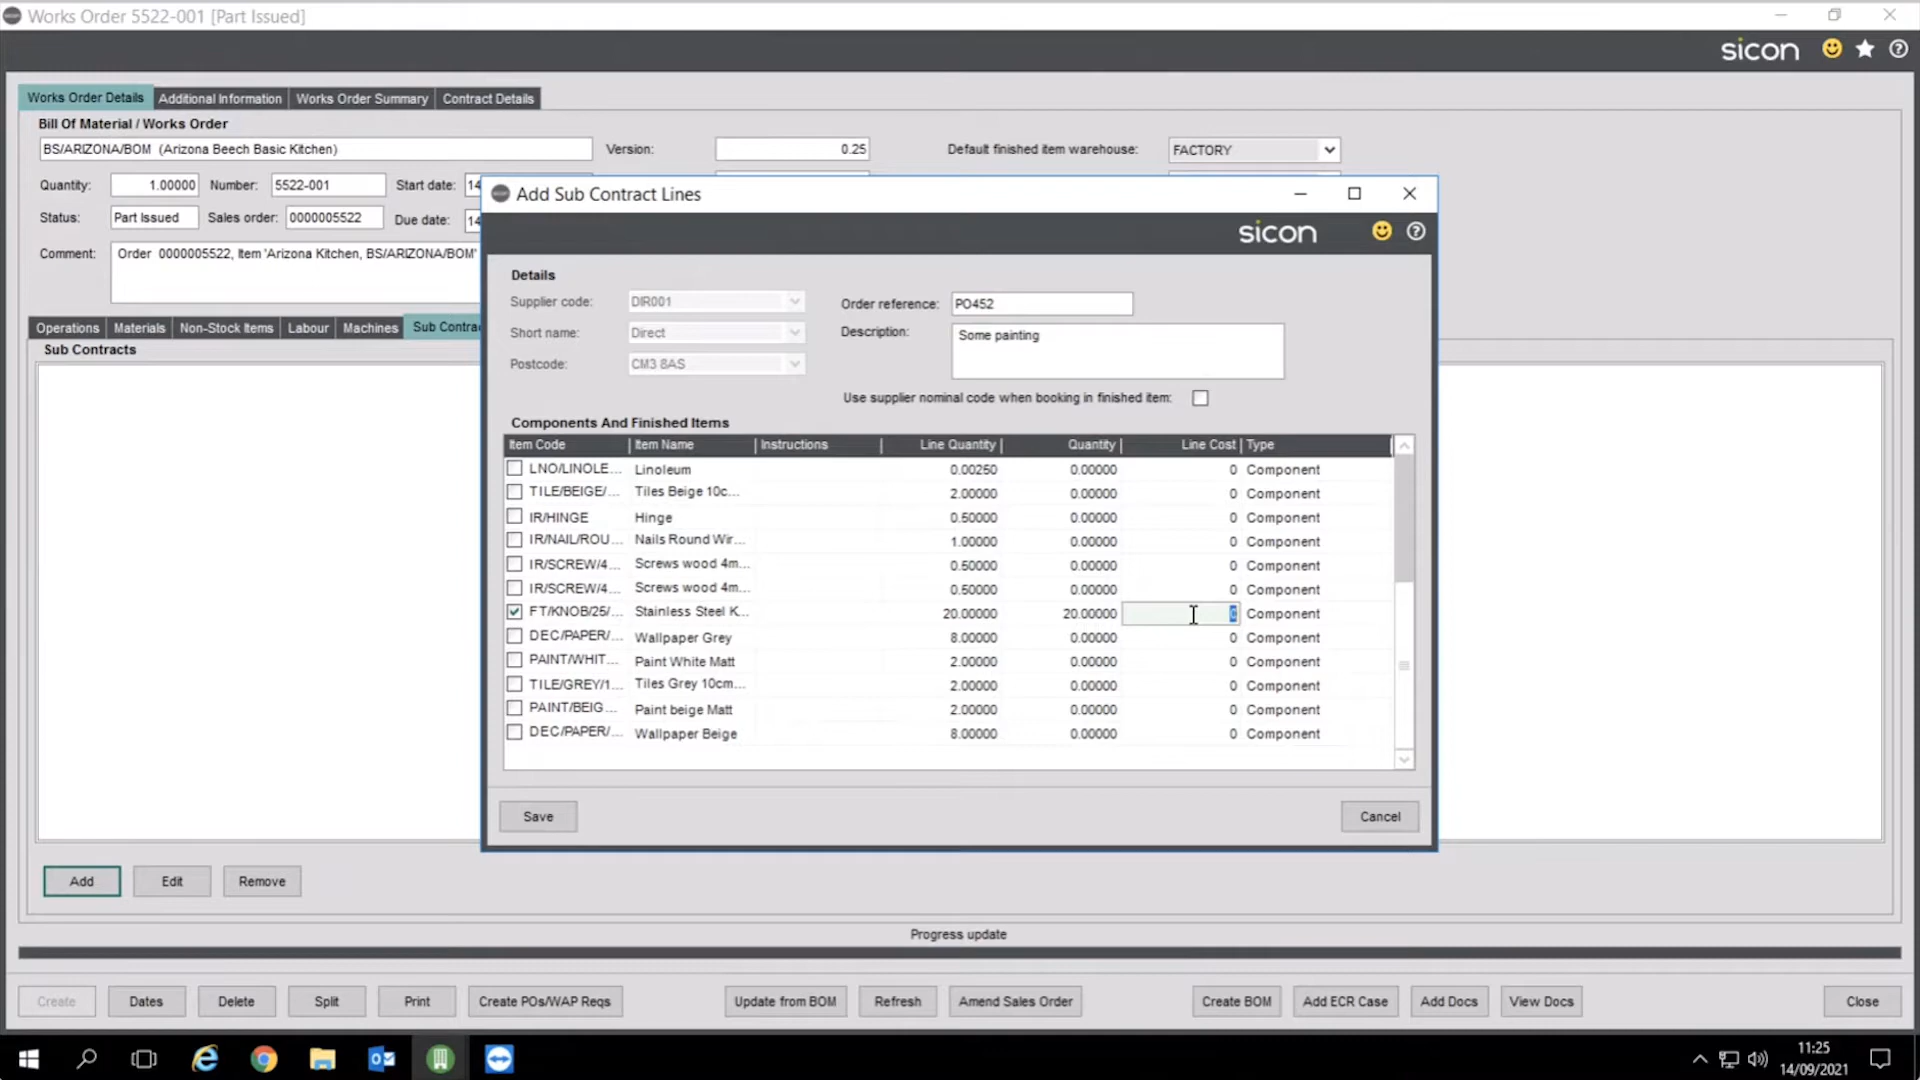 Works Order 5522-001 [Part Issued]
sicon
Works Order Details Additional Information Works Order Summary Contract Details
Bill Of Material / Works Order
BS/ARIZONA/BOM (Arizona Beech Basic Kitchen) Version: 0.25 Default finished item warehouse: FACTORY
Quantity: 1.00000 Number: 5522-001 Start date: 14
Status: Part Issued Sales order: 0000005522 Due date: 14
Comment: Order 0000005522, Item 'Arizona Kitchen, BS/ARIZONA/BOM'
Operations Materials Non-Stock Items Labour Machines Sub Contra
Sub Contracts
Add Sub Contract Lines
sicon
Details
Supplier code: DIR001 Order reference: PO452
Short name: Direct Description: Some painting
Postcode: CM3 8AS
Use supplier nominal code when booking in finished item:
Components And Finished Items
Item Code Item Name Instructions Line Quantity Quantity Line Cost Type
LNO/LINOLE... Linoleum 0.00250 0.00000 0 Component
TILE/BEIGE/... Tiles Beige 10c... 2.00000 0.00000 0 Component
IR/HINGE Hinge 0.50000 0.00000 0 Component
IR/NAIL/ROU... Nails Round Wir... 1.00000 0.00000 0 Component
IR/SCREW/4... Screws wood 4m... 0.50000 0.00000 0 Component
IR/SCREW/4... Screws wood 4m... 0.50000 0.00000 0 Component
FT/KNOB/25/... Stainless Steel K... 20.00000 20.00000 0 Component
DEC/PAPER/... Wallpaper Grey 8.00000 0.00000 0 Component
PAINT/WHIT... Paint White Matt 2.00000 0.00000 0 Component
TILE/GREY/1... Tiles Grey 10cm... 2.00000 0.00000 0 Component
PAINT/BEIG... Paint beige Matt 2.00000 0.00000 0 Component
DEC/PAPER/... Wallpaper Beige 8.00000 0.00000 0 Component
Save Cancel
Add Edit Remove
Progress update
Create Dates Delete Split Print Create POs/WAP Reqs Update from BOM Refresh Amend Sales Order Create BOM Add ECR Case Add Docs View Docs Close
11:25
14/09/2021